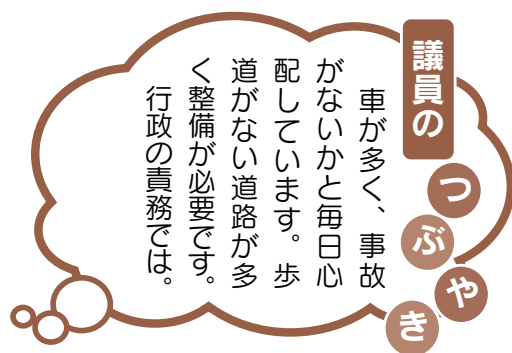 議員の
つぶやき
　車が多く、事故
がないかと毎日心
配しています。歩
道がない道路が多
く整備が必要です。
　行政の責務では。